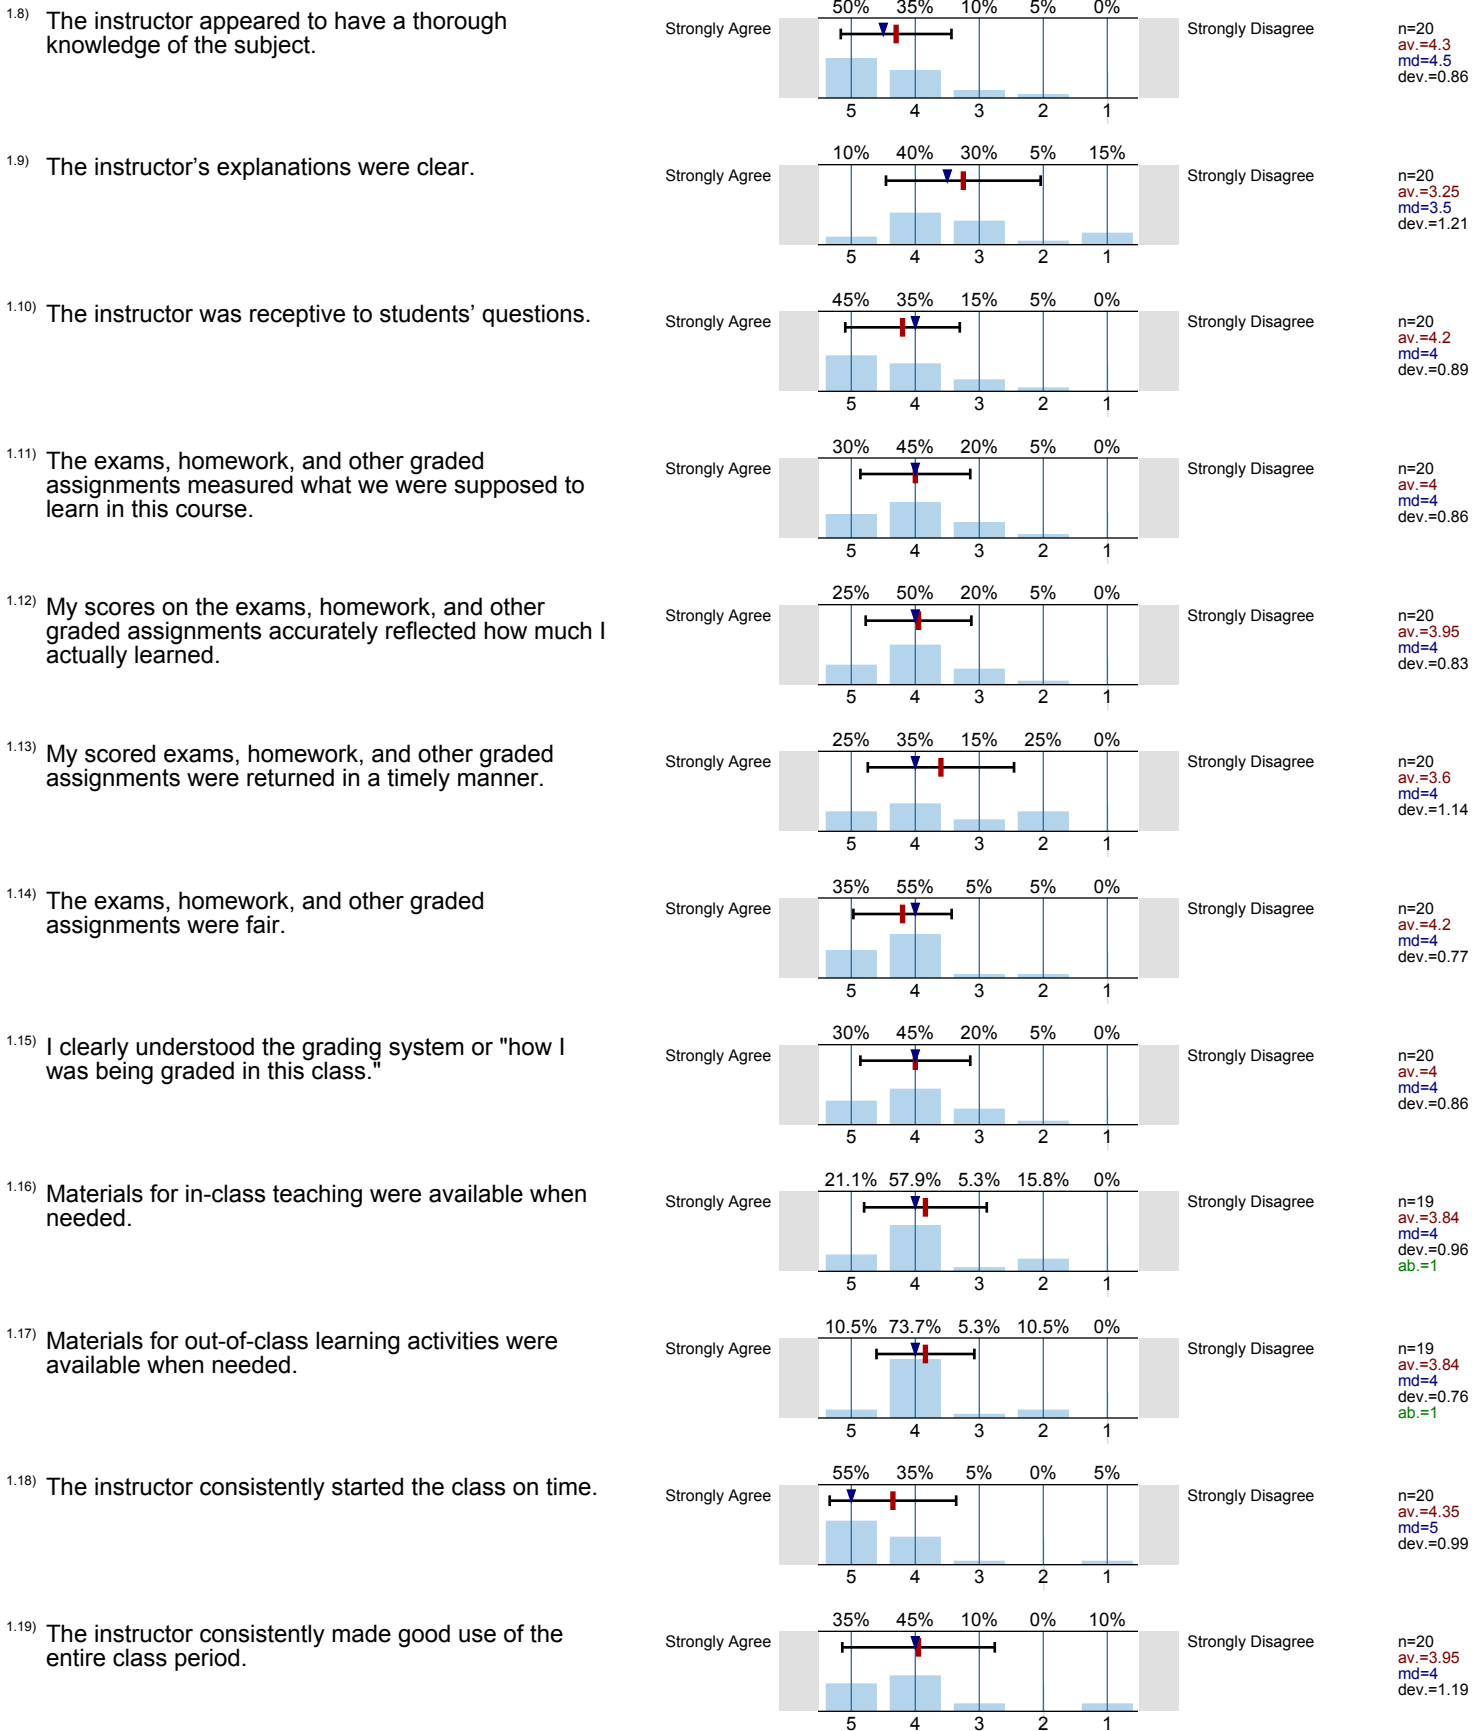 1.8) The instructor appeared to have a thorough
knowledge of the subject.
50% 35% 10% 5% 0%
Strongly Agree
Strongly Disagree
n=20
av.=4.3
md=4.5
dev.=0.86
5 4 3 2 1
1.9) The instructor’s explanations were clear.
10% 40% 30% 5% 15%
Strongly Agree
Strongly Disagree
n=20
av.=3.25
md=3.5
dev.=1.21
5 4 3 2 1
1.10) The instructor was receptive to students’ questions.
45% 35% 15% 5% 0%
Strongly Agree
Strongly Disagree
n=20
av.=4.2
md=4
dev.=0.89
5 4 3 2 1
1.11) The exams, homework, and other graded
assignments measured what we were supposed to
learn in this course.
30% 45% 20% 5% 0%
Strongly Agree
Strongly Disagree
n=20
av.=4
md=4
dev.=0.86
5 4 3 2 1
1.12) My scores on the exams, homework, and other
graded assignments accurately reflected how much I
actually learned.
25% 50% 20% 5% 0%
Strongly Agree
Strongly Disagree
n=20
av.=3.95
md=4
dev.=0.83
5 4 3 2 1
1.13) My scored exams, homework, and other graded
assignments were returned in a timely manner.
25% 35% 15% 25% 0%
Strongly Agree
Strongly Disagree
n=20
av.=3.6
md=4
dev.=1.14
5 4 3 2 1
1.14) The exams, homework, and other graded
assignments were fair.
35% 55% 5% 5% 0%
Strongly Agree
Strongly Disagree
n=20
av.=4.2
md=4
dev.=0.77
5 4 3 2 1
1.15) I clearly understood the grading system or "how I
was being graded in this class."
30% 45% 20% 5% 0%
Strongly Agree
Strongly Disagree
n=20
av.=4
md=4
dev.=0.86
5 4 3 2 1
1.16) Materials for in-class teaching were available when
needed.
21.1% 57.9% 5.3% 15.8% 0%
Strongly Agree
Strongly Disagree
n=19
av.=3.84
md=4
dev.=0.96
ab.=1
5 4 3 2 1
1.17) Materials for out-of-class learning activities were
available when needed.
10.5% 73.7% 5.3% 10.5% 0%
Strongly Agree
Strongly Disagree
n=19
av.=3.84
md=4
dev.=0.76
ab.=1
5 4 3 2 1
1.18) The instructor consistently started the class on time.
55% 35% 5% 0% 5%
Strongly Agree
Strongly Disagree
n=20
av.=4.35
md=5
dev.=0.99
5 4 3 2 1
1.19) The instructor consistently made good use of the
entire class period.
35% 45% 10% 0% 10%
Strongly Agree
Strongly Disagree
n=20
av.=3.95
md=4
dev.=1.19
5 4 3 2 1